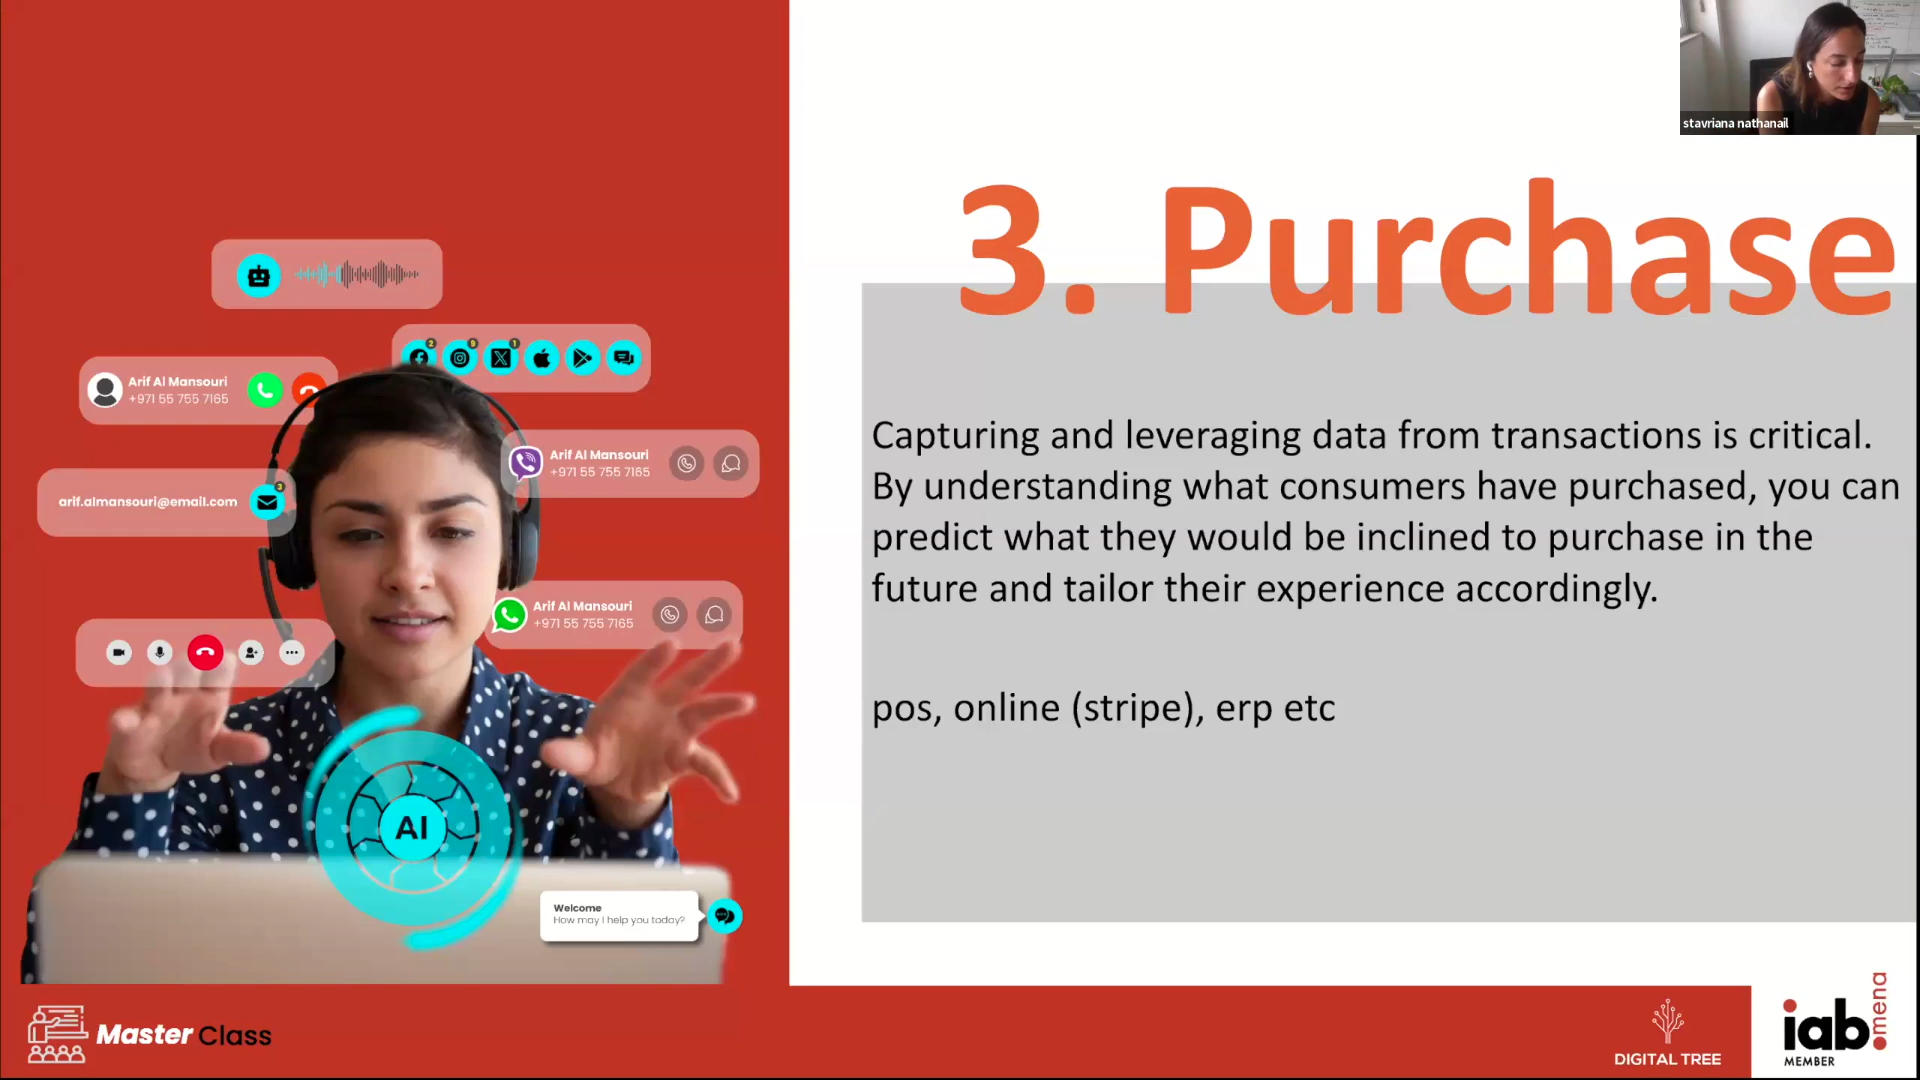 stavriana nathanail
3. Purchase
Capturing and leveraging data from transactions is critical.
By understanding what consumers have purchased, you can
predict what they would be inclined to purchase in the
future and tailor their experience accordingly.
pos, online (stripe), erp etc
2
9
1
Arif Al Mansouri
+971 55 755 7165
Arif Al Mansouri
+971 55 755 7165
arif.almansouri@email.com
3
Arif Al Mansouri
+971 55 755 7165
AI
Welcome
How may I help you today?
Master Class
DIGITAL TREE
iab mena
MEMBER